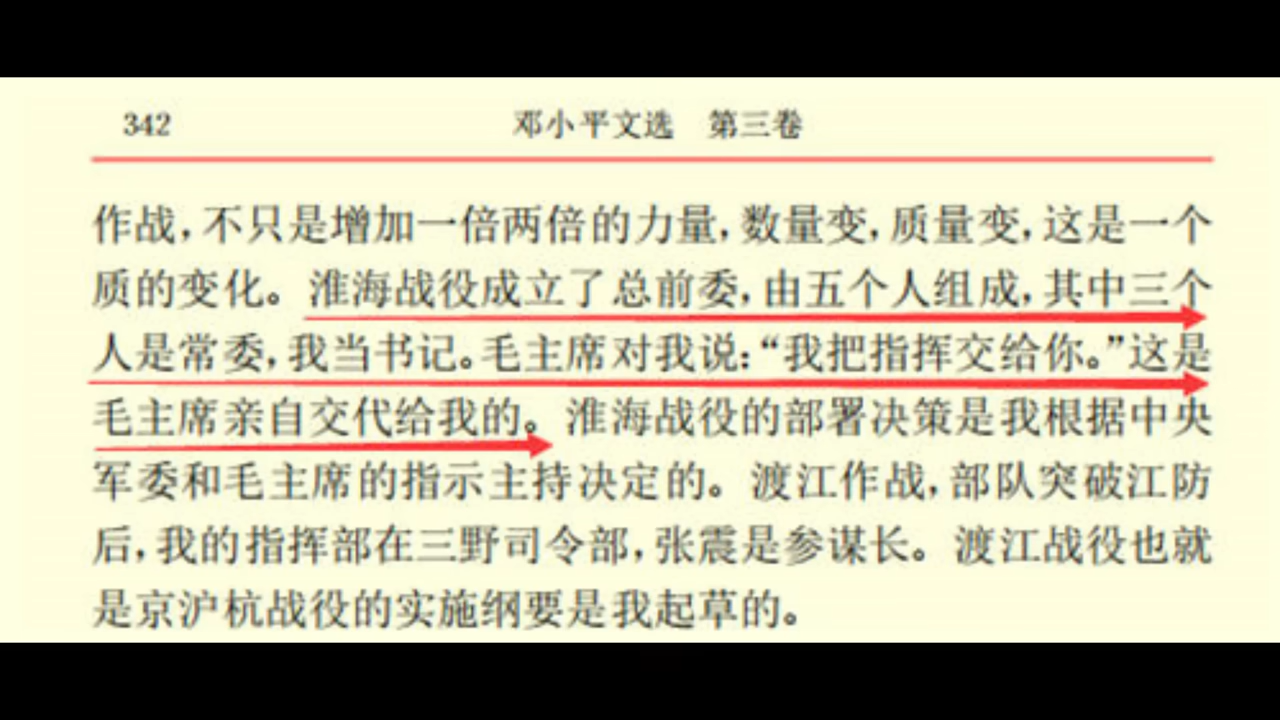 342 邓小平文选 第三卷
作战,不只是增加一倍两倍的力量,数量变,质量变,这是一个
质的变化。淮海战役成立了总前委,由五个人组成,其中三个
人是常委,我当书记。毛主席对我说:“我把指挥交给你。”这是
毛主席亲自交代给我的。淮海战役的部署决策是我根据中央
军委和毛主席的指示主持决定的。渡江作战,部队突破江防
后,我的指挥部在三野司令部,张震是参谋长。渡江战役也就
是京沪杭战役的实施纲要是我起草的。